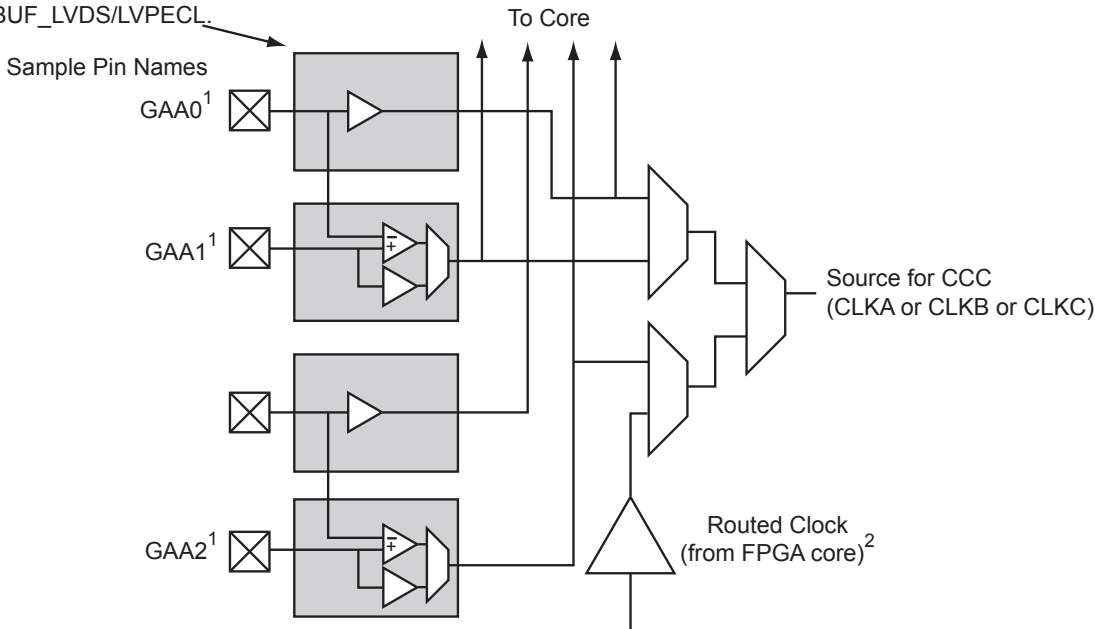 BUF_LVDS/LVPECL.
To Core
Sample Pin Names
GAA0¹
GAA1¹
Source for CCC
(CLKA or CLKB or CLKC)
GAA2¹
Routed Clock
(from FPGA core)²
- +
- +